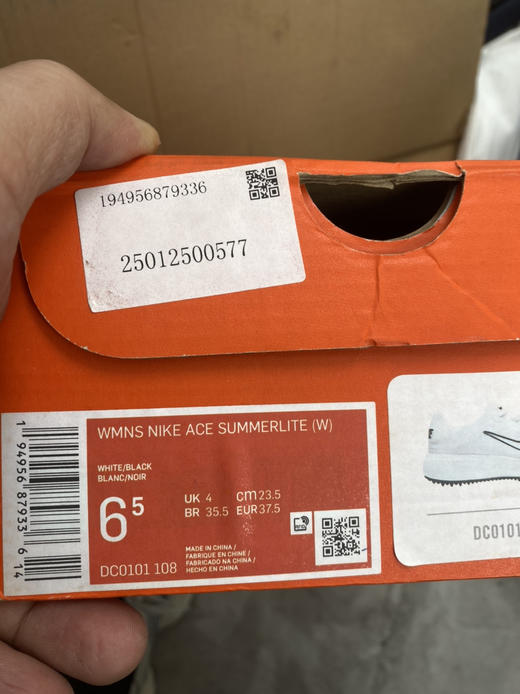 194956879336
25012500577
WMNS NIKE ACE SUMMERLITE (W)
WHITE/BLACK
BLANC/NOIR
6⁵
UK 4 cm 23.5
BR 35.5 EUR 37.5
MADE IN CHINA /
FABRIQUE EN CHINE /
FABRICADO NA CHINA /
HECHO EN CHINA
DC0101 108
1 94956 87933 6 14
DC0101